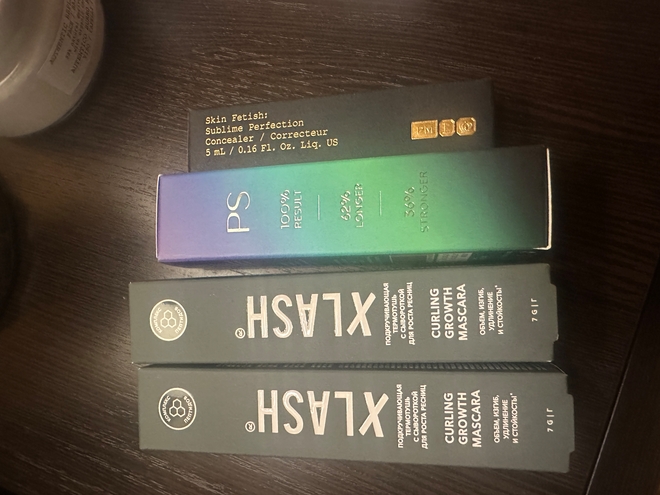 Skin Fetish:
Sublime Perfection
Concealer / Correcteur
5 mL / 0.16 Fl. Oz. Liq. US
PS
100%
RESULT
62%
LONGER
36%
STRONGER
XLASH®
ПОДКРУЧИВАЮЩАЯ
ТЕРМОТУШЬ
С СЫВОРОТКОЙ
ДЛЯ РОСТА РЕСНИЦ
CURLING
GROWTH
MASCARA
ОБЪЕМ, ИЗГИБ,
УДЛИНЕНИЕ
И СТОЙКОСТЬ*
7 G | Г
XLASH®
ПОДКРУЧИВАЮЩАЯ
ТЕРМОТУШЬ
С СЫВОРОТКОЙ
ДЛЯ РОСТА РЕСНИЦ
CURLING
GROWTH
MASCARA
ОБЪЕМ, ИЗГИБ,
УДЛИНЕНИЕ
И СТОЙКОСТЬ*
7 G | Г